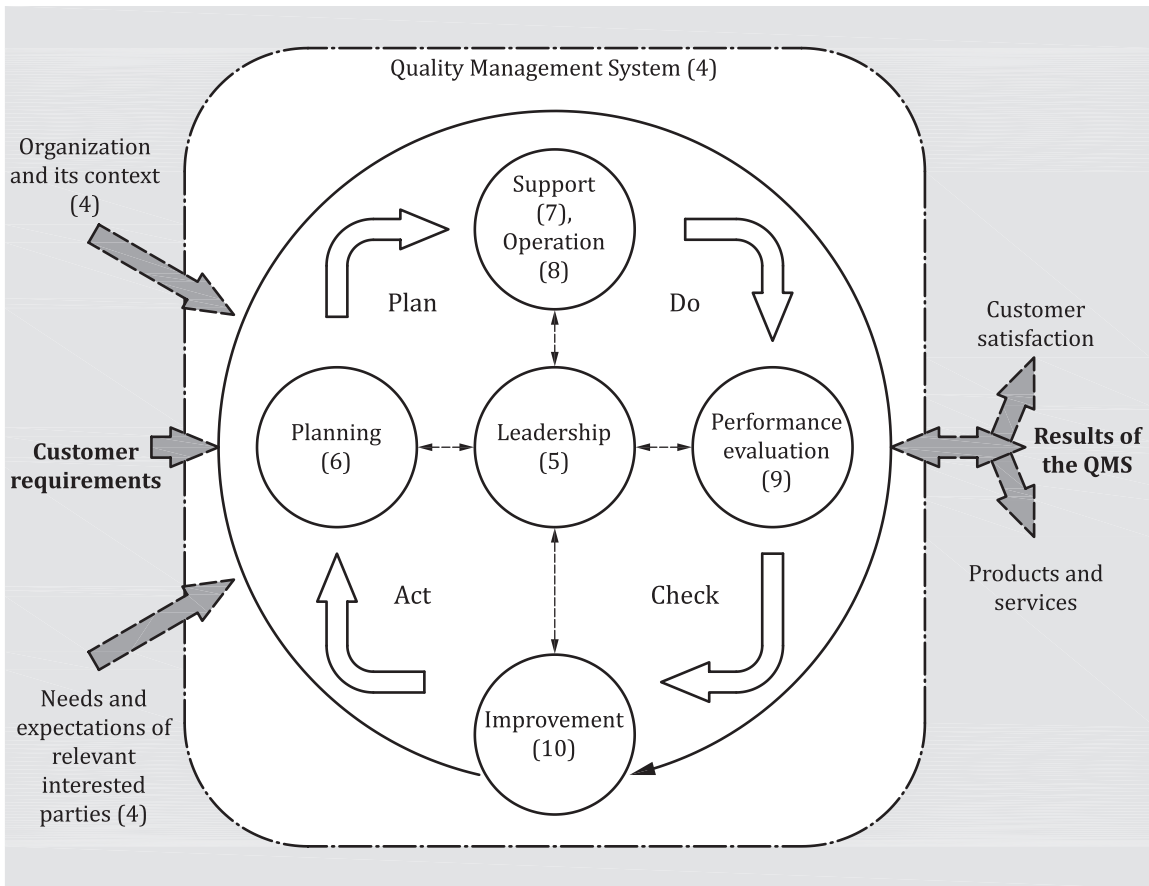 Quality Management System (4)
Organization
and its context
(4)
Support
(7),
Operation
(8)
Plan
Do
Customer
satisfaction
Planning
(6)
Leadership
(5)
Performance
evaluation
(9)
Customer
requirements
Results of
the QMS
Act
Check
Products and
services
Improvement
(10)
Needs and
expectations of
relevant
interested
parties (4)